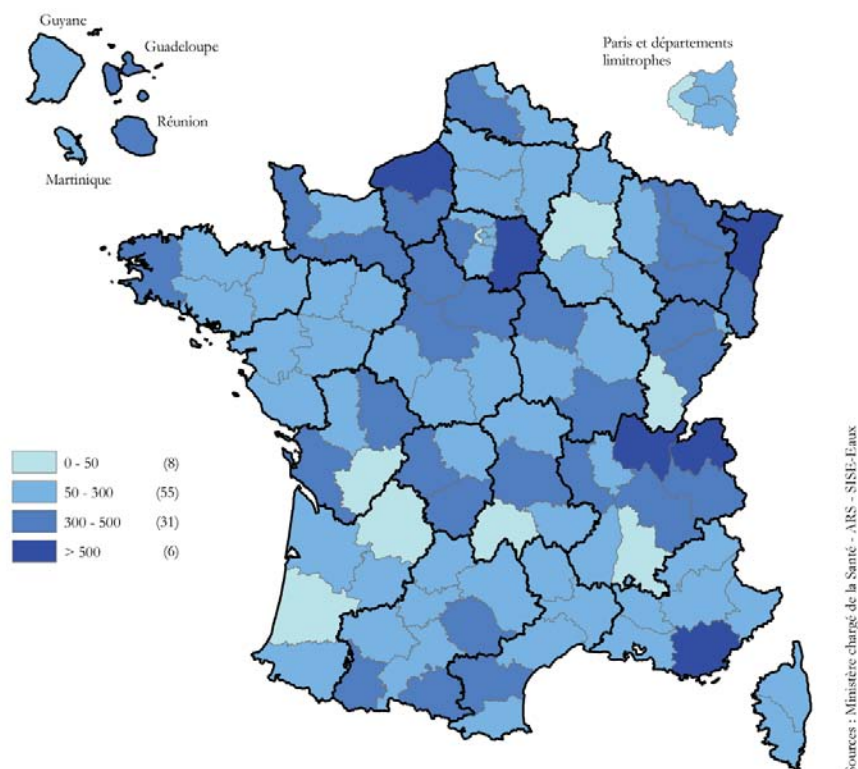 Guyane
Guadeloupe
Réunion
Martinique
Paris et départements
limitrophes
0 - 50 (8)
50 - 300 (55)
300 - 500 (31)
> 500 (6)
Sources : Ministère chargé de la Santé - ARS - SISE-Eaux